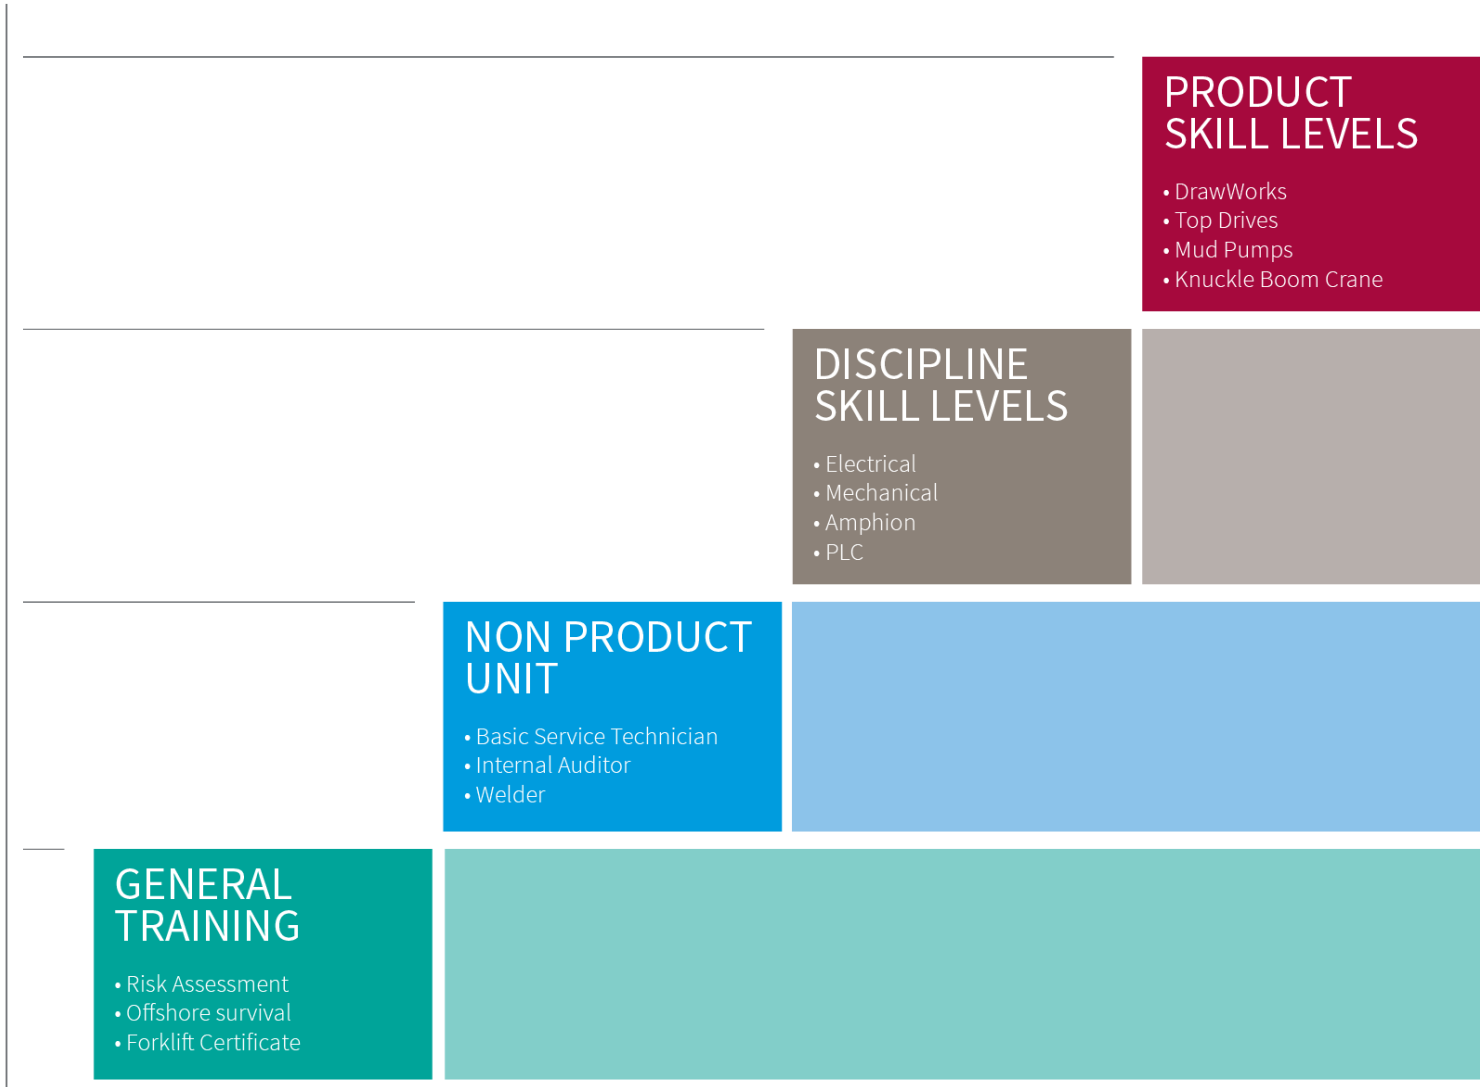 PRODUCT
SKILL LEVELS
• DrawWorks
• Top Drives
• Mud Pumps
• Knuckle Boom Crane
DISCIPLINE
SKILL LEVELS
• Electrical
• Mechanical
• Amphion
• PLC
NON PRODUCT
UNIT
• Basic Service Technician
• Internal Auditor
• Welder
GENERAL
TRAINING
• Risk Assessment
• Offshore survival
• Forklift Certificate